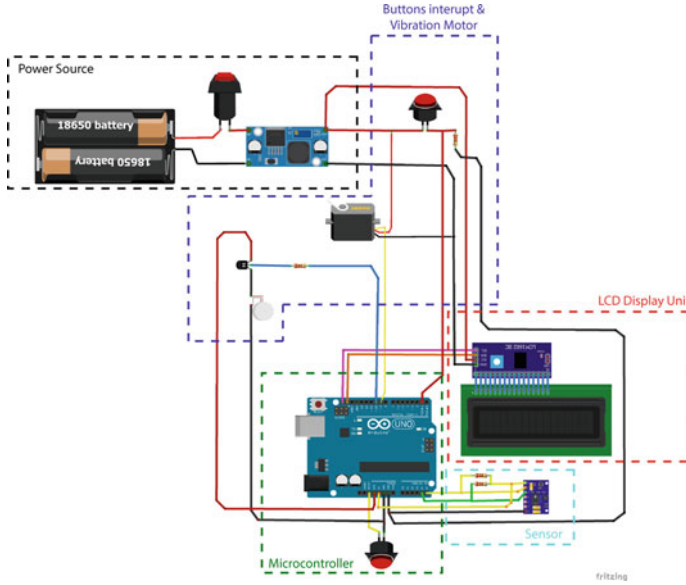 Buttons interupt &
Vibration Motor
Power Source
18650 battery
18650 battery
LCD Display Uni
UNO
Sensor
Microcontroller
fritzing